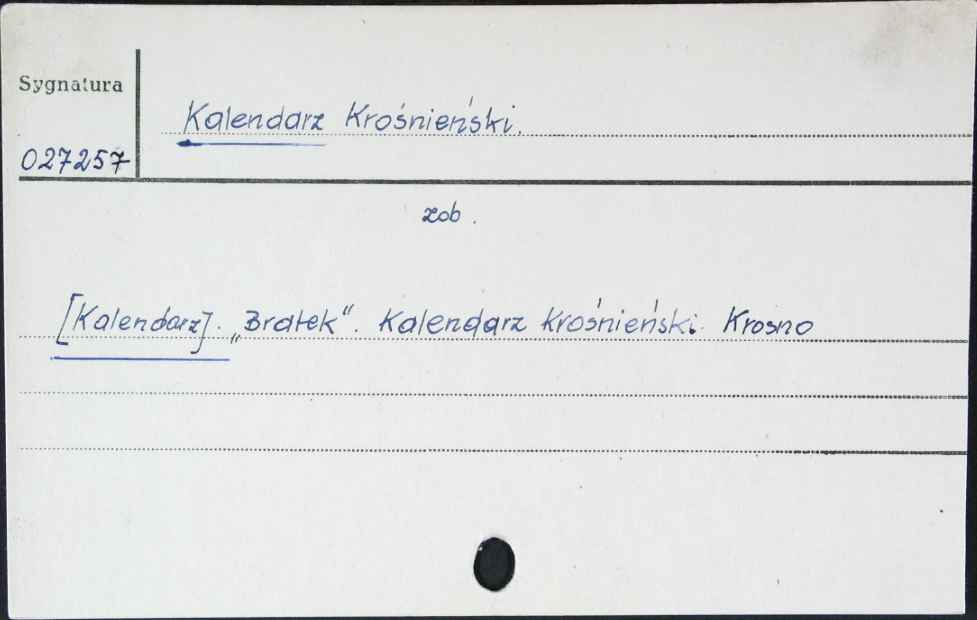 Sygnatura
Kalendarz Krośnieński.
027257
zob.
[Kalendarz]. „Bratek". Kalendarz Krośnieński. Krosno